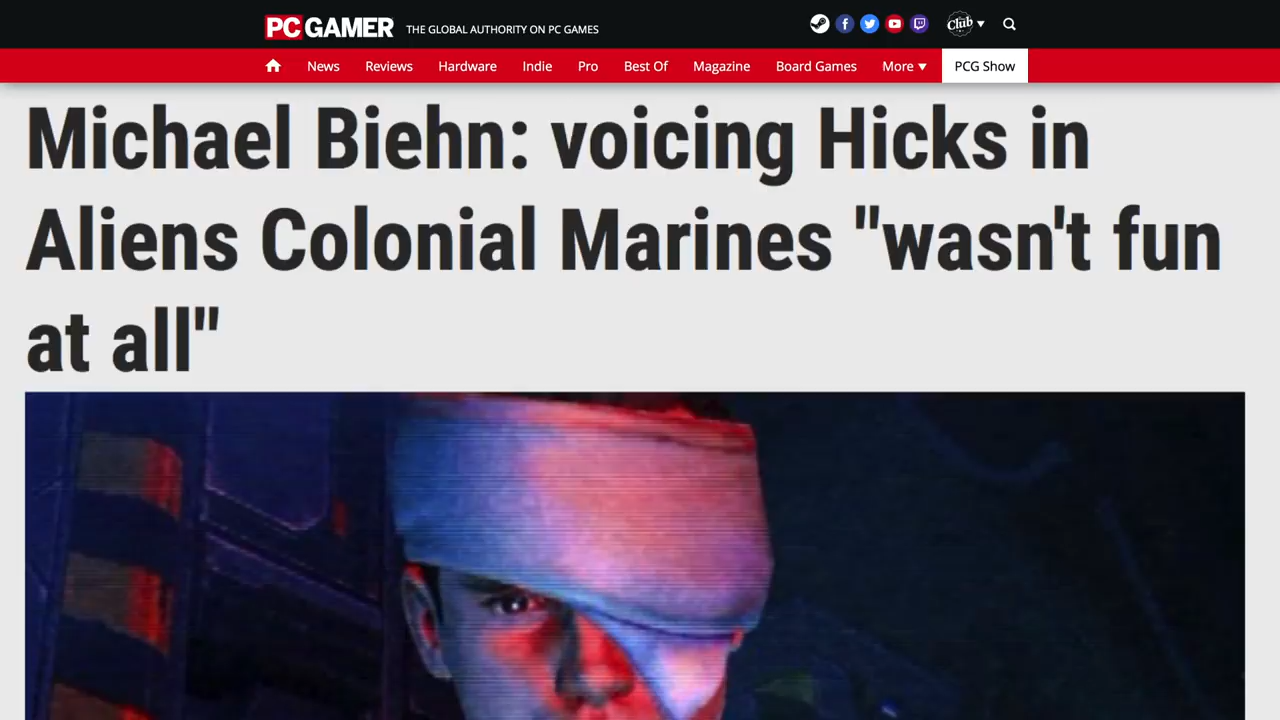 PC GAMER THE GLOBAL AUTHORITY ON PC GAMES Club
News Reviews Hardware Indie Pro Best Of Magazine Board Games More PCG Show
Michael Biehn: voicing Hicks in
Aliens Colonial Marines "wasn't fun
at all"